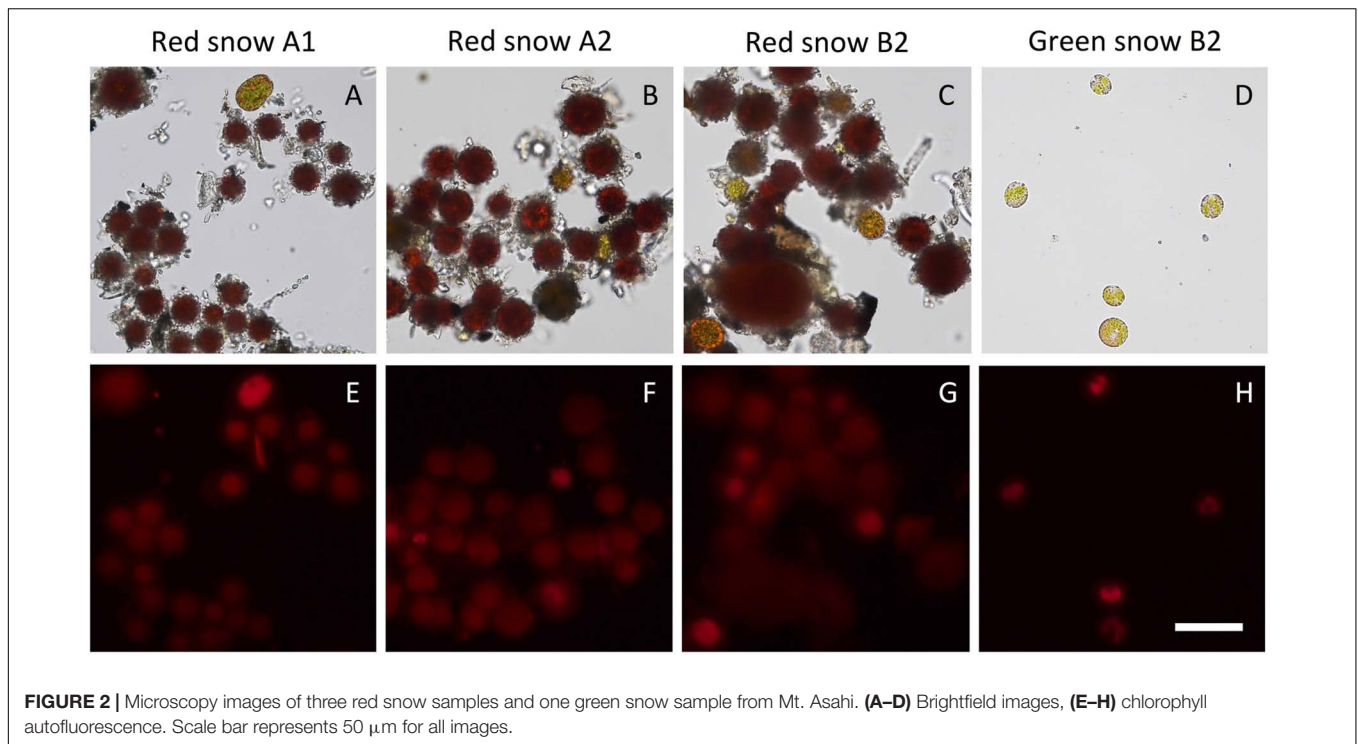 Red snow A1 Red snow A2 Red snow B2 Green snow B2
A B C D
E F G H
FIGURE 2 | Microscopy images of three red snow samples and one green snow sample from Mt. Asahi. (A–D) Brightfield images, (E–H) chlorophyll
autofluorescence. Scale bar represents 50 μm for all images.